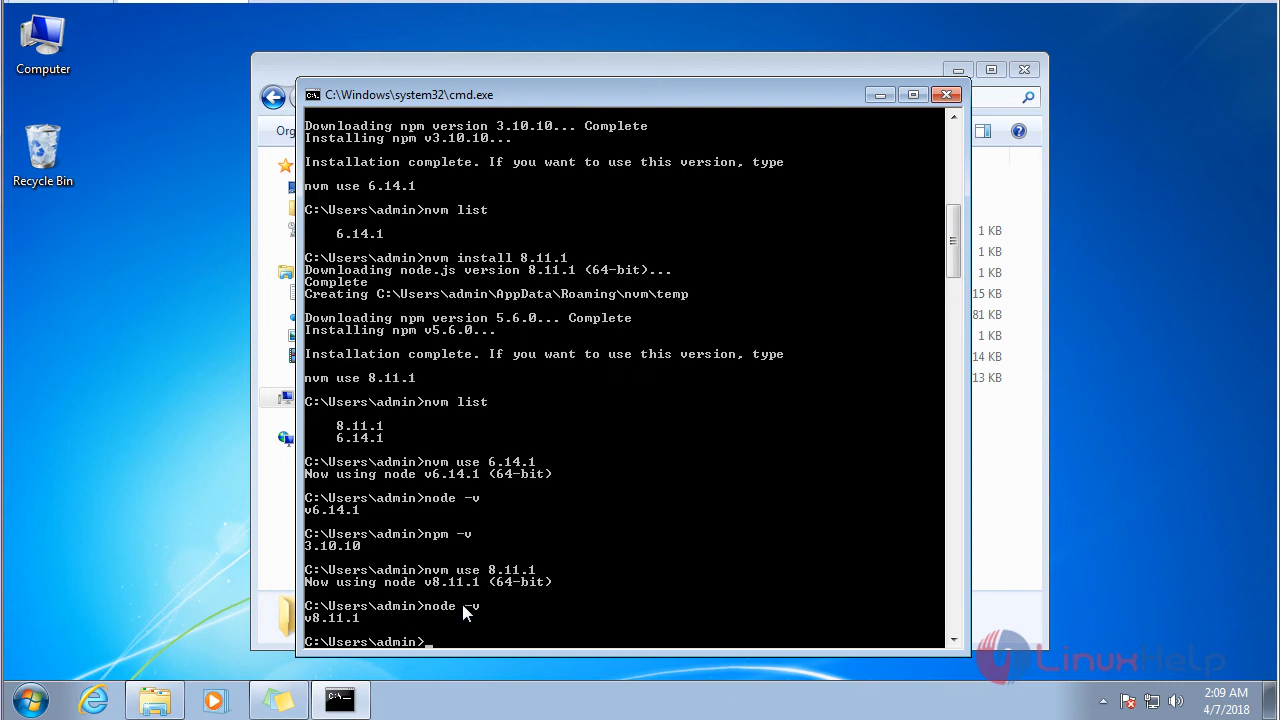 Computer
Recycle Bin
C:\Windows\system32\cmd.exe
Org
Downloading npm version 3.10.10... Complete
Installing npm v3.10.10...
Installation complete. If you want to use this version, type
nvm use 6.14.1
C:\Users\admin>nvm list
6.14.1
C:\Users\admin>nvm install 8.11.1
Downloading node.js version 8.11.1 (64-bit)...
Complete
Creating C:\Users\admin\AppData\Roaming\nvm\temp
Downloading npm version 5.6.0... Complete
Installing npm v5.6.0...
Installation complete. If you want to use this version, type
nvm use 8.11.1
C:\Users\admin>nvm list
8.11.1
6.14.1
C:\Users\admin>nvm use 6.14.1
Now using node v6.14.1 (64-bit)
C:\Users\admin>node -v
v6.14.1
C:\Users\admin>npm -v
3.10.10
C:\Users\admin>nvm use 8.11.1
Now using node v8.11.1 (64-bit)
C:\Users\admin>node -v
v8.11.1
C:\Users\admin>_
1 KB
1 KB
1 KB
15 KB
81 KB
1 KB
14 KB
13 KB
LinuxHelp
2:09 AM
4/7/2018